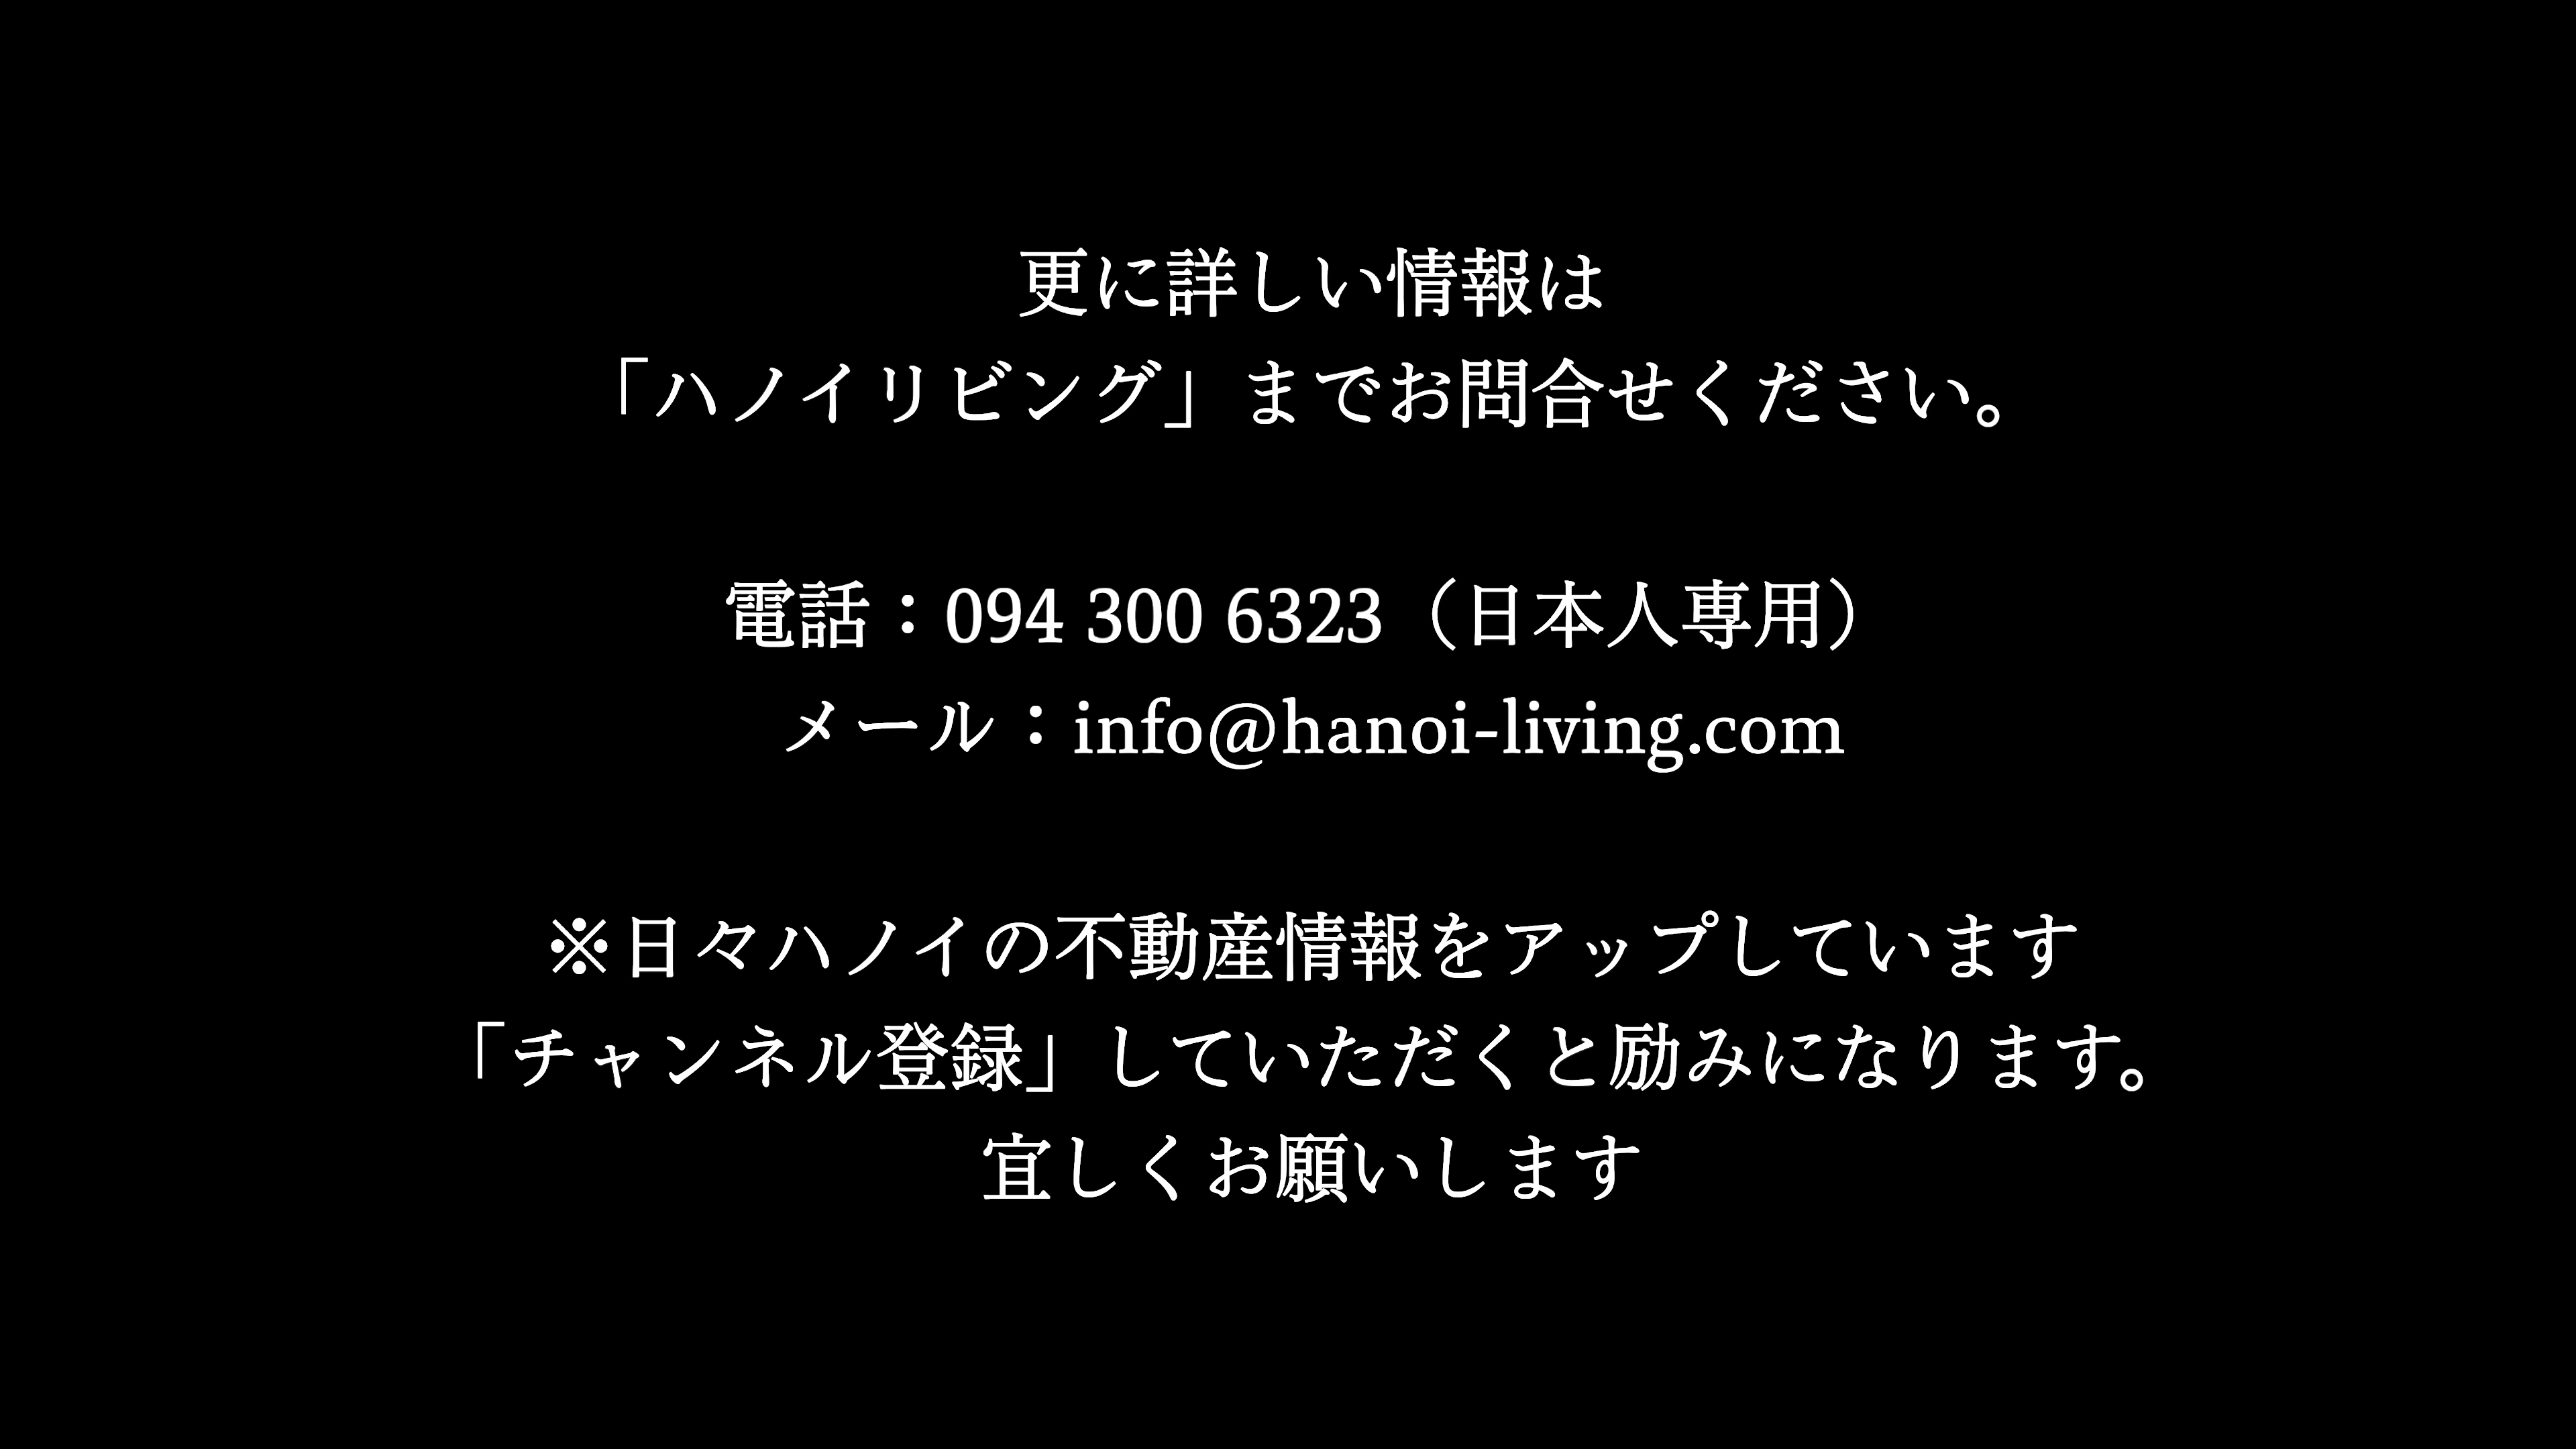 更に詳しい情報は
「ハノイリビング」までお問合せください。
電話：094 300 6323（日本人専用）
メール：info@hanoi-living.com
※日々ハノイの不動産情報をアップしています
「チャンネル登録」していただくと励みになります。
宜しくお願いします